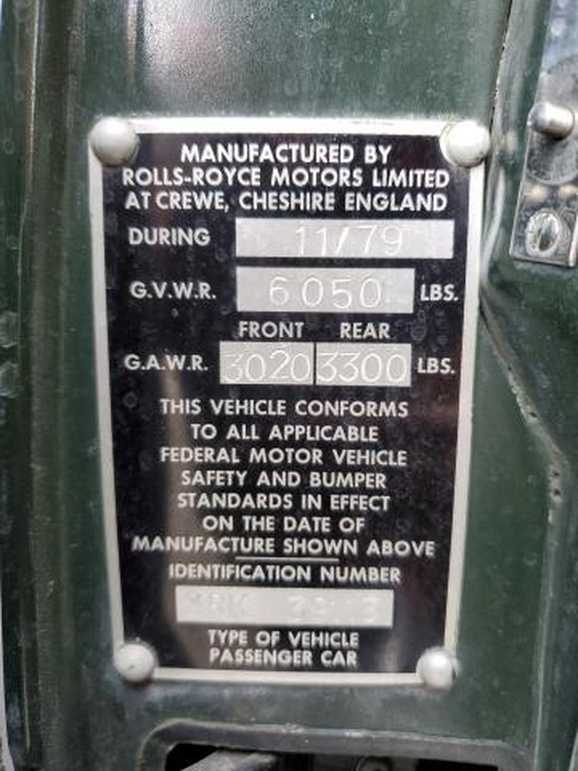 MANUFACTURED BY
ROLLS-ROYCE MOTORS LIMITED
AT CREWE, CHESHIRE ENGLAND
DURING 11/79
G.V.W.R. 6050 LBS.
FRONT REAR
G.A.W.R. 3020 3300 LBS.
THIS VEHICLE CONFORMS
TO ALL APPLICABLE
FEDERAL MOTOR VEHICLE
SAFETY AND BUMPER
STANDARDS IN EFFECT
ON THE DATE OF
MANUFACTURE SHOWN ABOVE
IDENTIFICATION NUMBER
TYPE OF VEHICLE
PASSENGER CAR